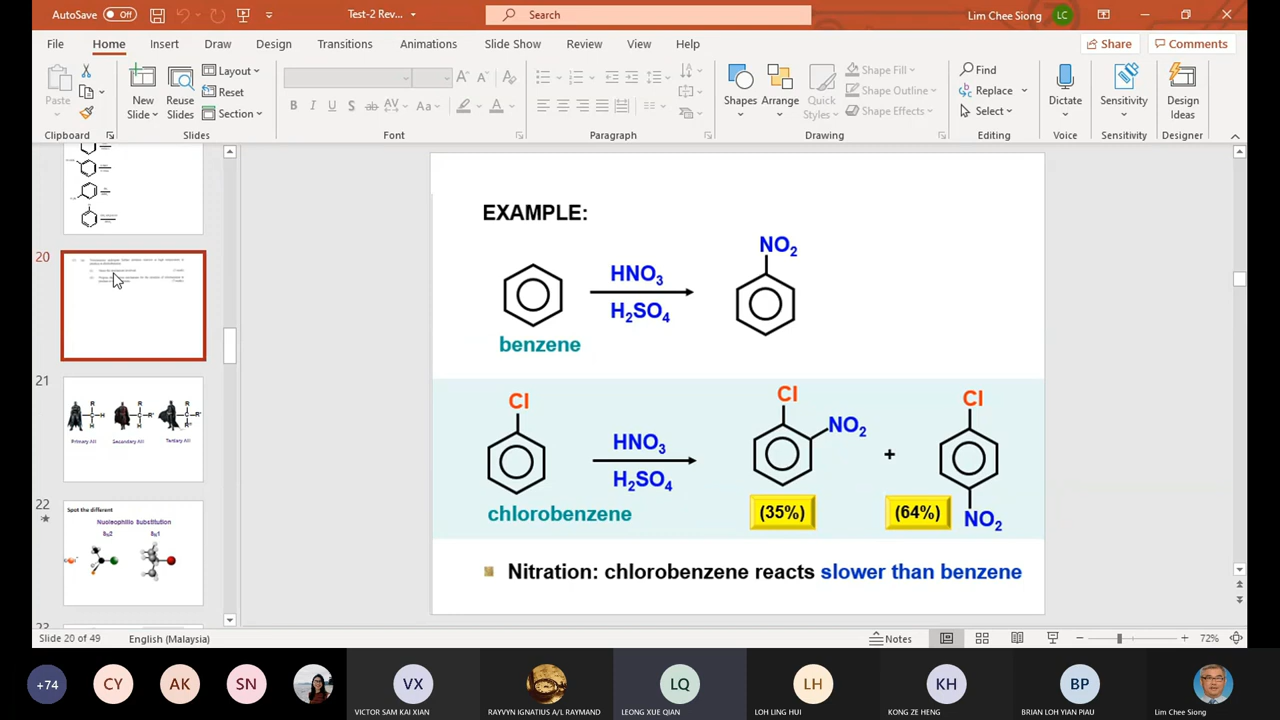 AutoSave Off
Test-2 Rev...
Search
Lim Chee Siong
LC
File Home Insert Draw Design Transitions Animations Slide Show Review View Help
Share Comments
Paste
Clipboard
New Slide
Reuse Slides
Layout
Reset
Section
Slides
B I U S ab AV Aa A
Font
Paragraph
Shapes
Arrange
Quick Styles
Shape Fill
Shape Outline
Shape Effects
Drawing
Find
Replace
Select
Editing
Dictate
Voice
Sensitivity
Sensitivity
Design Ideas
Designer
20
21
Primary
Secondary
Tertiary
22
Spot the different
Nucleophilic Substitution
SN2 SN1
EXAMPLE:
benzene
HNO3
H2SO4
NO2
Cl
chlorobenzene
HNO3
H2SO4
Cl
NO2
(35%)
+
Cl
NO2
(64%)
Nitration: chlorobenzene reacts slower than benzene
Slide 20 of 49
English (Malaysia)
Notes
72%
+74
CY
AK
SN
VX
VICTOR SAM KAI XIAN
RAYVYN IGNATIUS A/L RAYMAND
LQ
LEONG XUE QIAN
LH
LOH LING HUI
KH
KONG ZE HENG
BP
BRIAN LOH YIAN PIAU
Lim Chee Siong